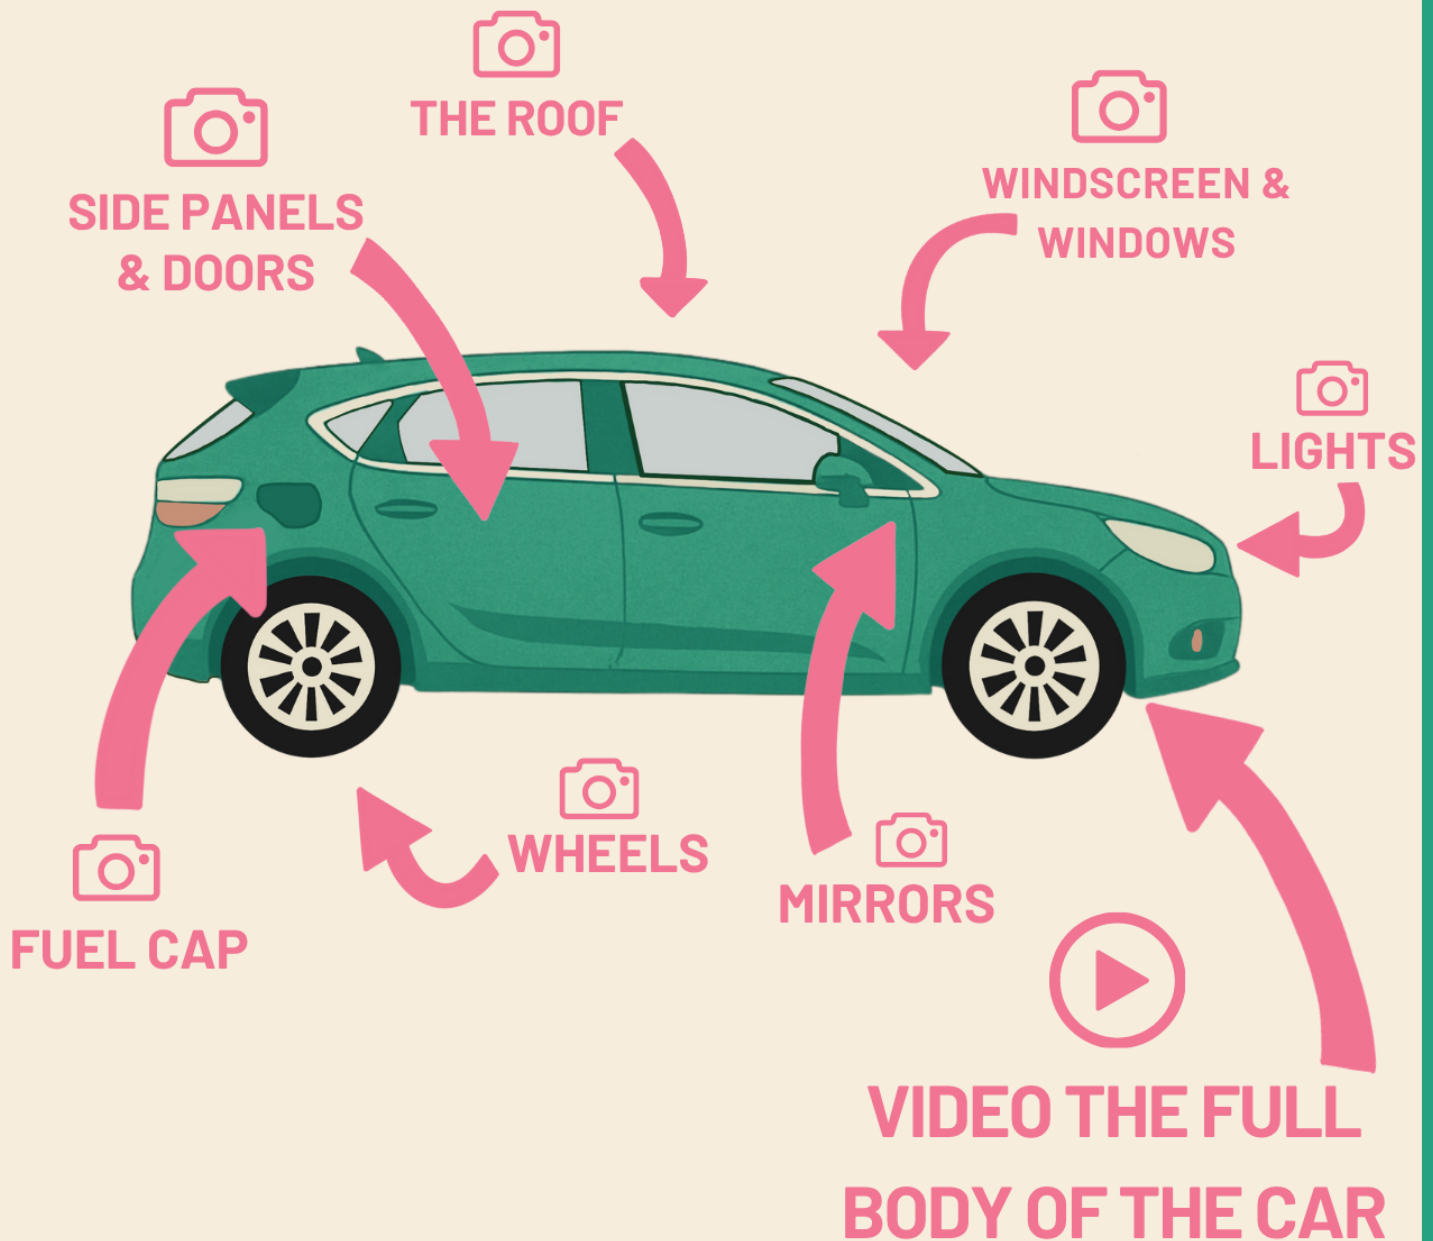 THE ROOF
SIDE PANELS
& DOORS
WINDSCREEN &
WINDOWS
LIGHTS
WHEELS
MIRRORS
FUEL CAP
VIDEO THE FULL
BODY OF THE CAR